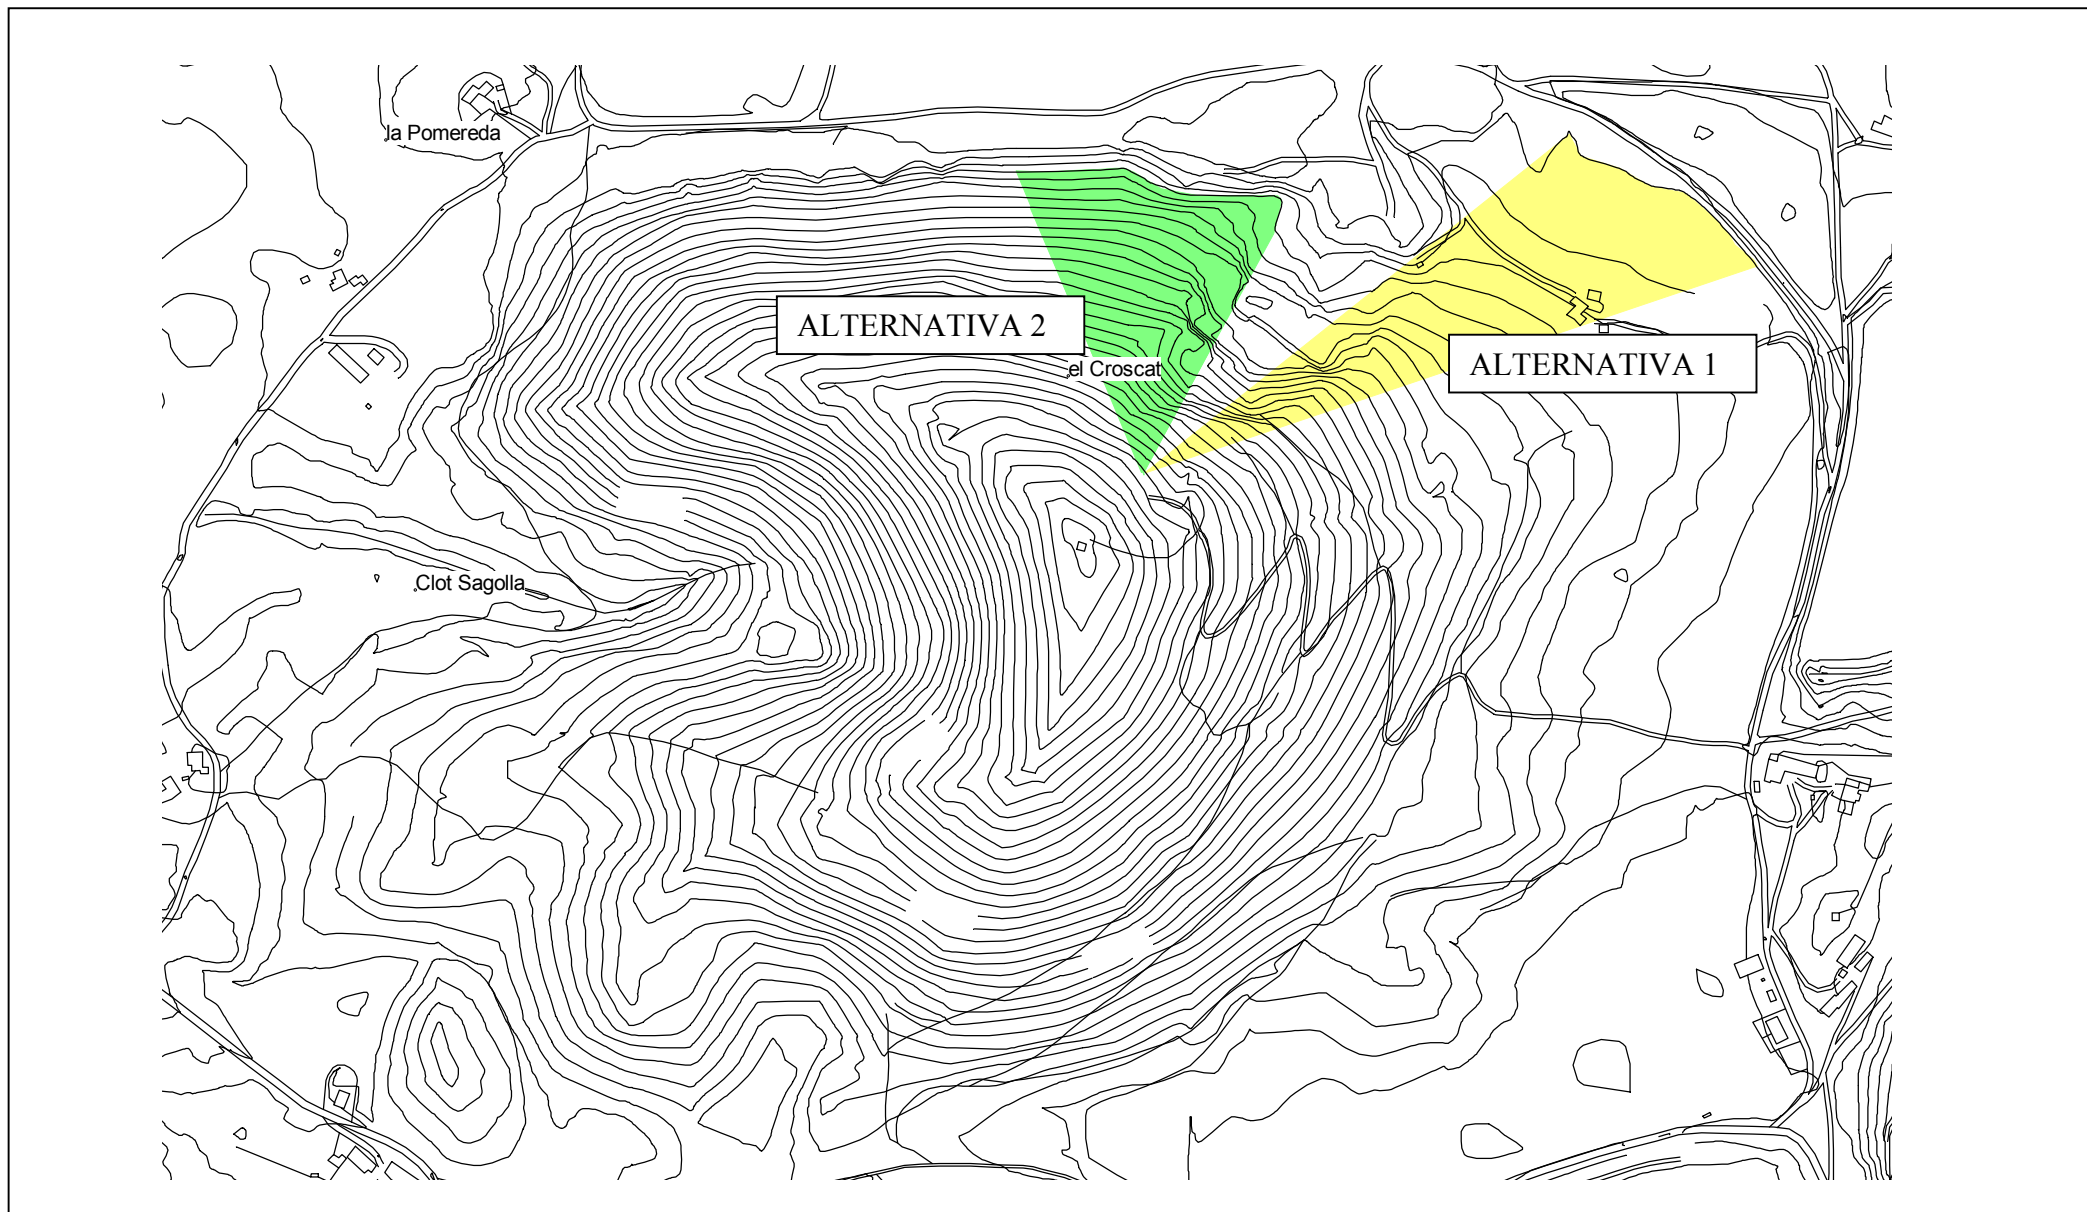 la Pomereda
ALTERNATIVA 2
ALTERNATIVA 1
el Croscat
Clot Sagolla